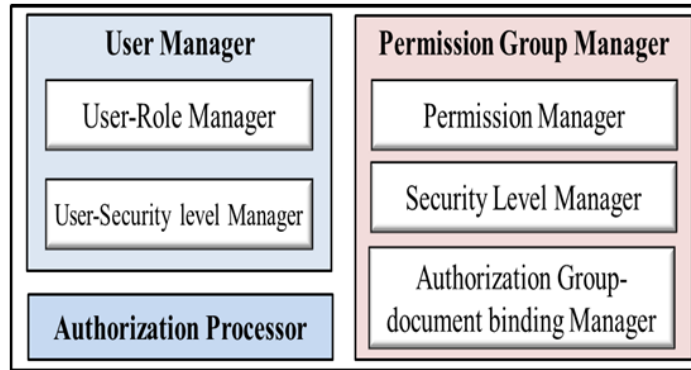 User Manager
User-Role Manager
User-Security level Manager
Authorization Processor
Permission Group Manager
Permission Manager
Security Level Manager
Authorization Group-
document binding Manager